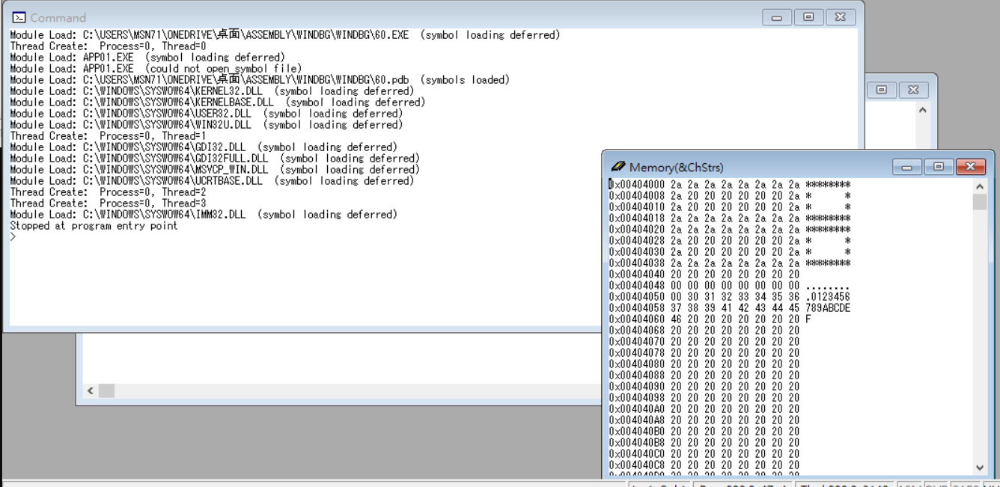 Command
Module Load: C:\USERS\MSN71\ONEDRIVE\桌面\ASSEMBLY\WINDBG\WINDBG\60.EXE (symbol loading deferred)
Thread Create: Process=0, Thread=0
Module Load: APP01.EXE (symbol loading deferred)
Module Load: APP01.EXE (could not open symbol file)
Module Load: C:\USERS\MSN71\ONEDRIVE\桌面\ASSEMBLY\WINDBG\WINDBG\60.pdb (symbols loaded)
Module Load: C:\WINDOWS\SYSWOW64\KERNEL32.DLL (symbol loading deferred)
Module Load: C:\WINDOWS\SYSWOW64\KERNELBASE.DLL (symbol loading deferred)
Module Load: C:\WINDOWS\SYSWOW64\USER32.DLL (symbol loading deferred)
Module Load: C:\WINDOWS\SYSWOW64\WIN32U.DLL (symbol loading deferred)
Thread Create: Process=0, Thread=1
Module Load: C:\WINDOWS\SYSWOW64\GDI32.DLL (symbol loading deferred)
Module Load: C:\WINDOWS\SYSWOW64\GDI32FULL.DLL (symbol loading deferred)
Module Load: C:\WINDOWS\SYSWOW64\MSVCP_WIN.DLL (symbol loading deferred)
Module Load: C:\WINDOWS\SYSWOW64\UCRTBASE.DLL (symbol loading deferred)
Thread Create: Process=0, Thread=2
Thread Create: Process=0, Thread=3
Module Load: C:\WINDOWS\SYSWOW64\IMM32.DLL (symbol loading deferred)
Stopped at program entry point
>
Memory(&ChStrs)
0x00404000 2a 2a 2a 2a 2a 2a 2a 2a ********
0x00404008 2a 20 20 20 20 20 20 2a *      *
0x00404010 2a 20 20 20 20 20 20 2a *      *
0x00404018 2a 2a 2a 2a 2a 2a 2a 2a ********
0x00404020 2a 2a 2a 2a 2a 2a 2a 2a ********
0x00404028 2a 20 20 20 20 20 20 2a *      *
0x00404030 2a 20 20 20 20 20 20 2a *      *
0x00404038 2a 2a 2a 2a 2a 2a 2a 2a ********
0x00404040 20 20 20 20 20 20 20 20
0x00404048 00 00 00 00 00 00 00 00 ........
0x00404050 00 30 31 32 33 34 35 36 .0123456
0x00404058 37 38 39 41 42 43 44 45 789ABCDE
0x00404060 46 20 20 20 20 20 20 20 F
0x00404068 20 20 20 20 20 20 20 20
0x00404070 20 20 20 20 20 20 20 20
0x00404078 20 20 20 20 20 20 20 20
0x00404080 20 20 20 20 20 20 20 20
0x00404088 20 20 20 20 20 20 20 20
0x00404090 20 20 20 20 20 20 20 20
0x00404098 20 20 20 20 20 20 20 20
0x004040A0 20 20 20 20 20 20 20 20
0x004040A8 20 20 20 20 20 20 20 20
0x004040B0 20 20 20 20 20 20 20 20
0x004040B8 20 20 20 20 20 20 20 20
0x004040C0 20 20 20 20 20 20 20 20
0x004040C8 20 20 20 20 20 20 20 20